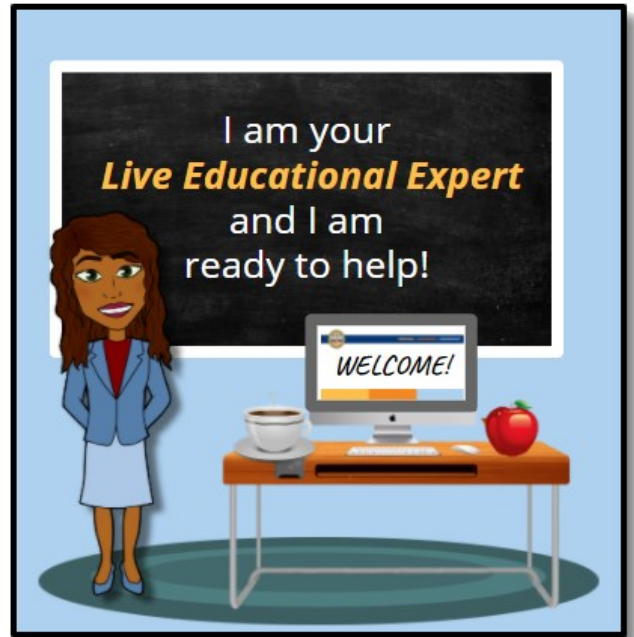 I am your
Live Educational Expert
and I am
ready to help!
WELCOME!